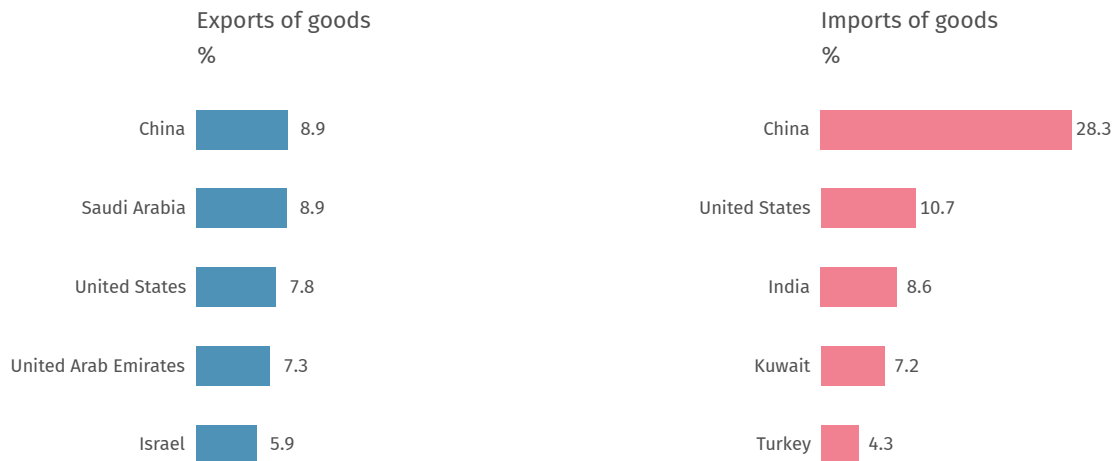 Exports of goods
%
China 8.9
Saudi Arabia 8.9
United States 7.8
United Arab Emirates 7.3
Israel 5.9
Imports of goods
%
China 28.3
United States 10.7
India 8.6
Kuwait 7.2
Turkey 4.3